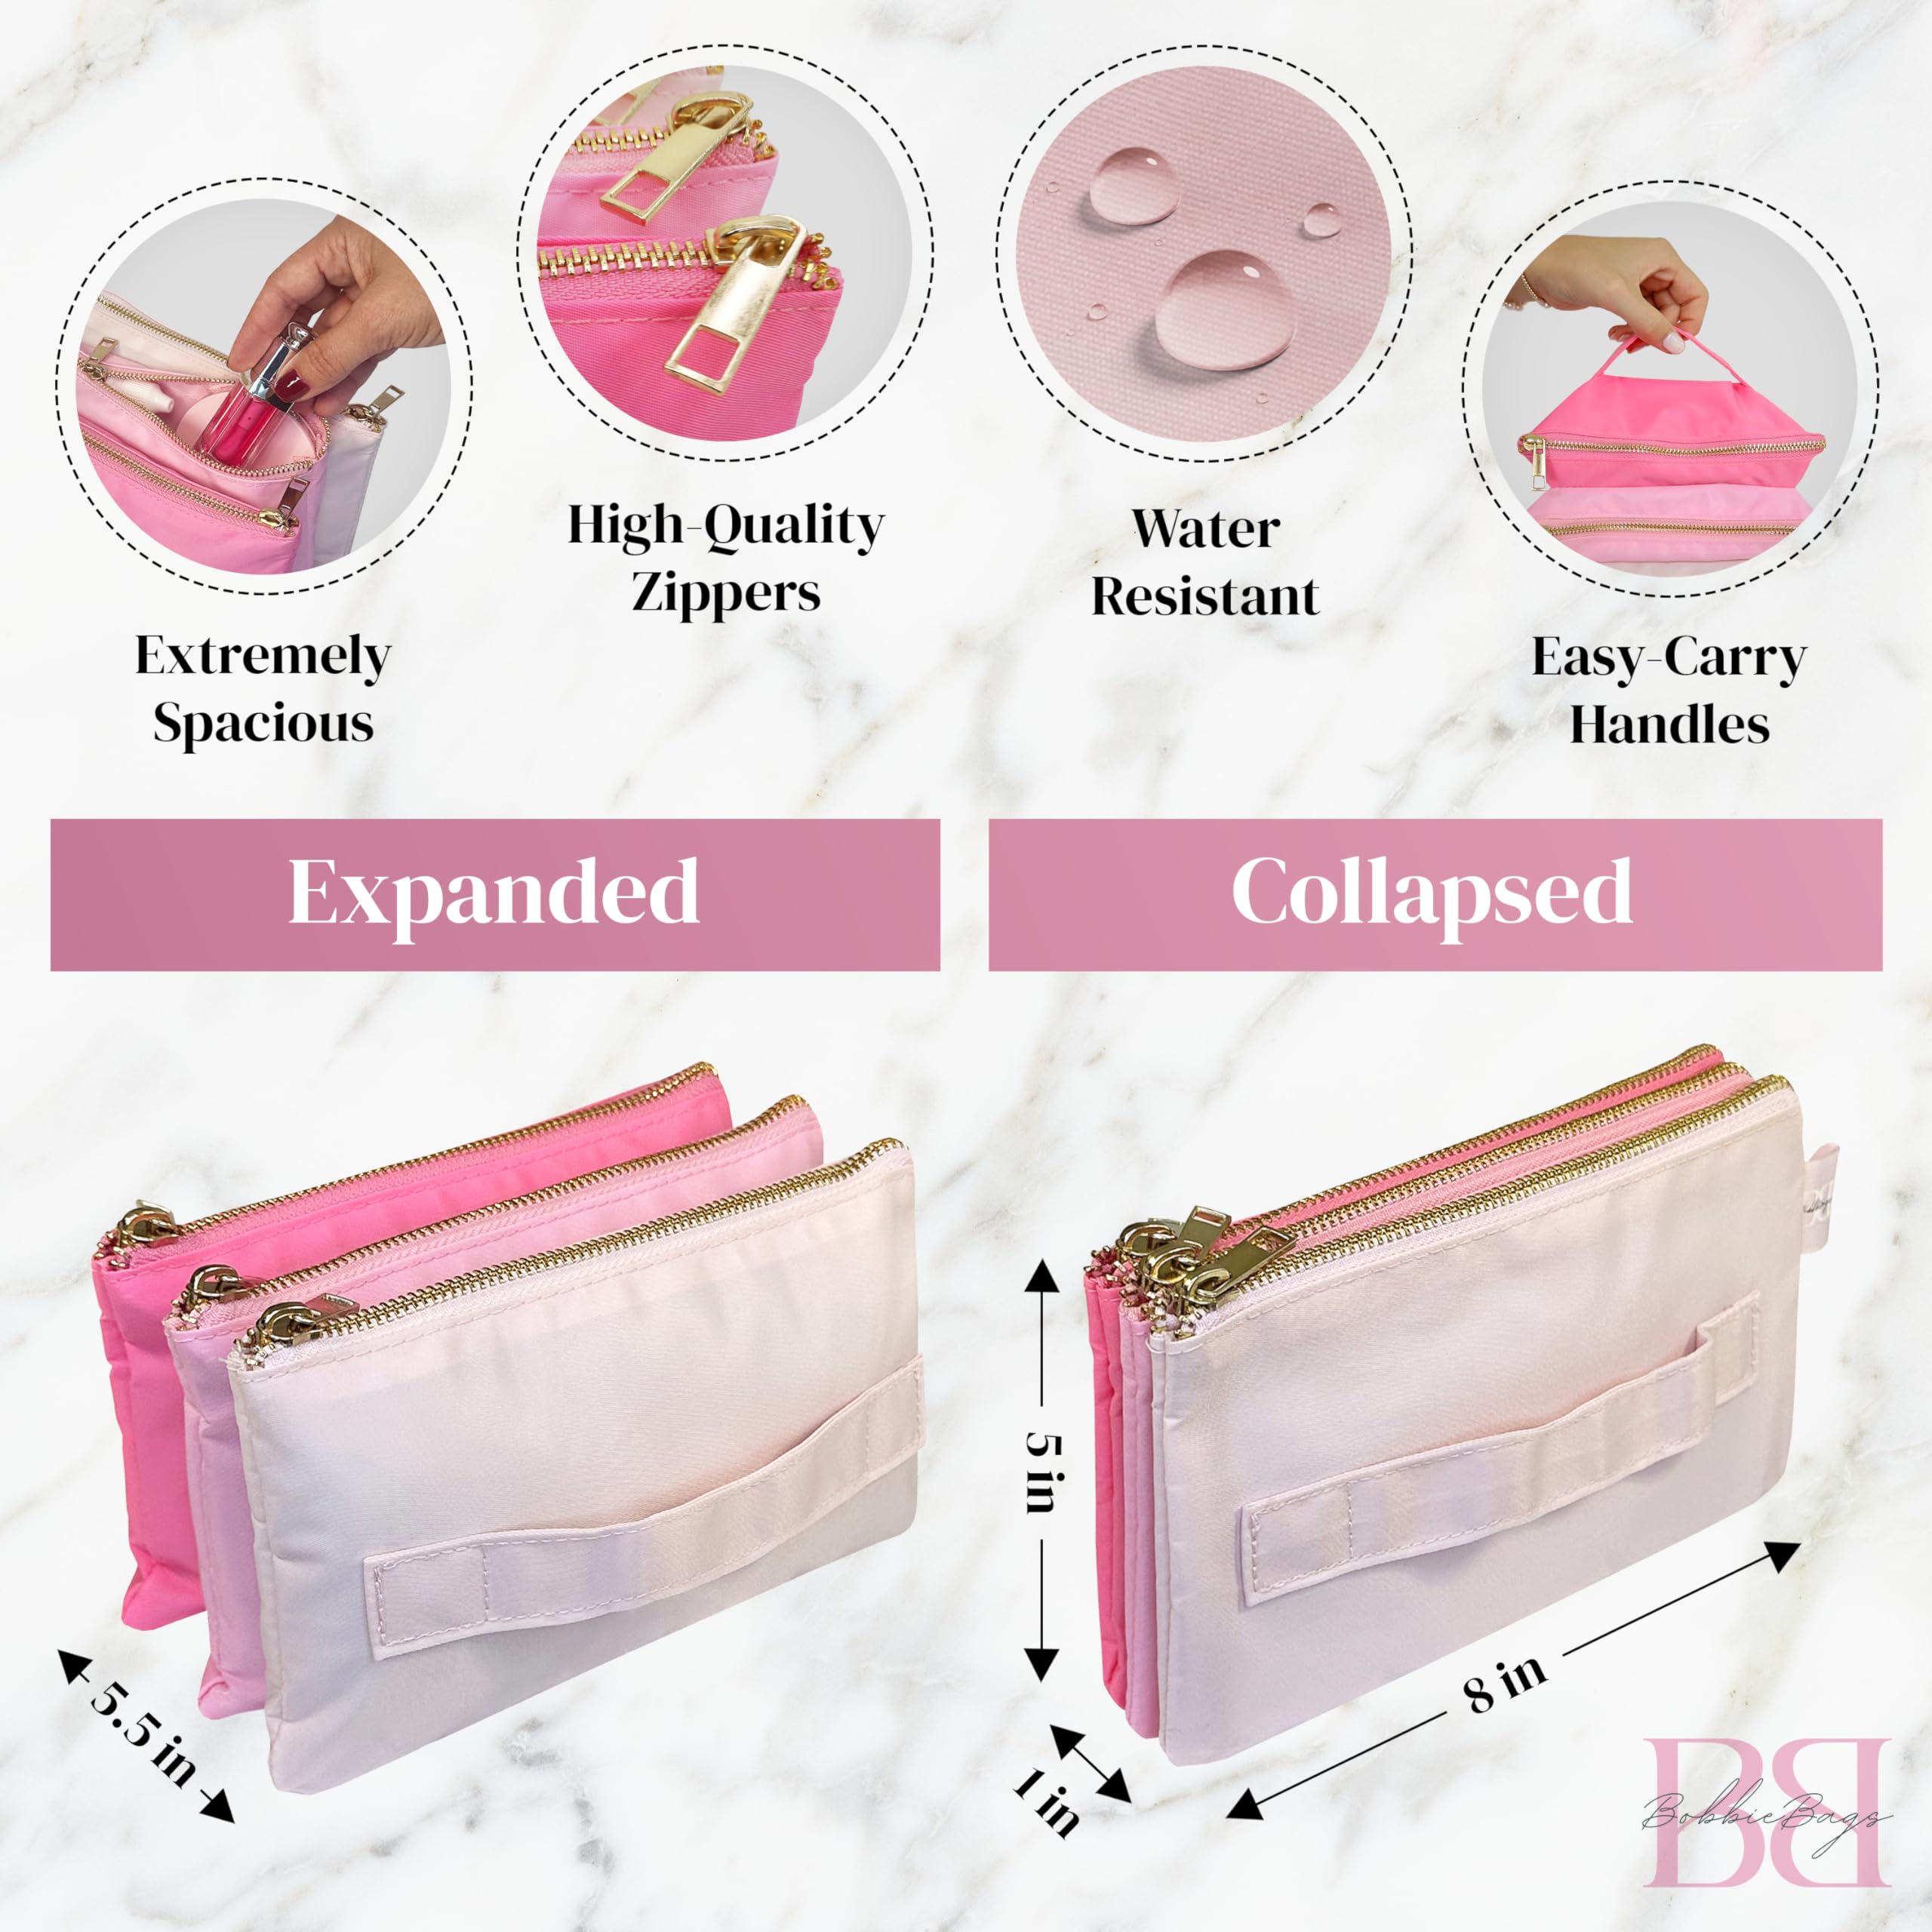 Extremely
Spacious
High-Quality
Zippers
Water
Resistant
Easy-Carry
Handles
Expanded
Collapsed
5.5 in
5 in
1 in
8 in
BB
BobbieBags